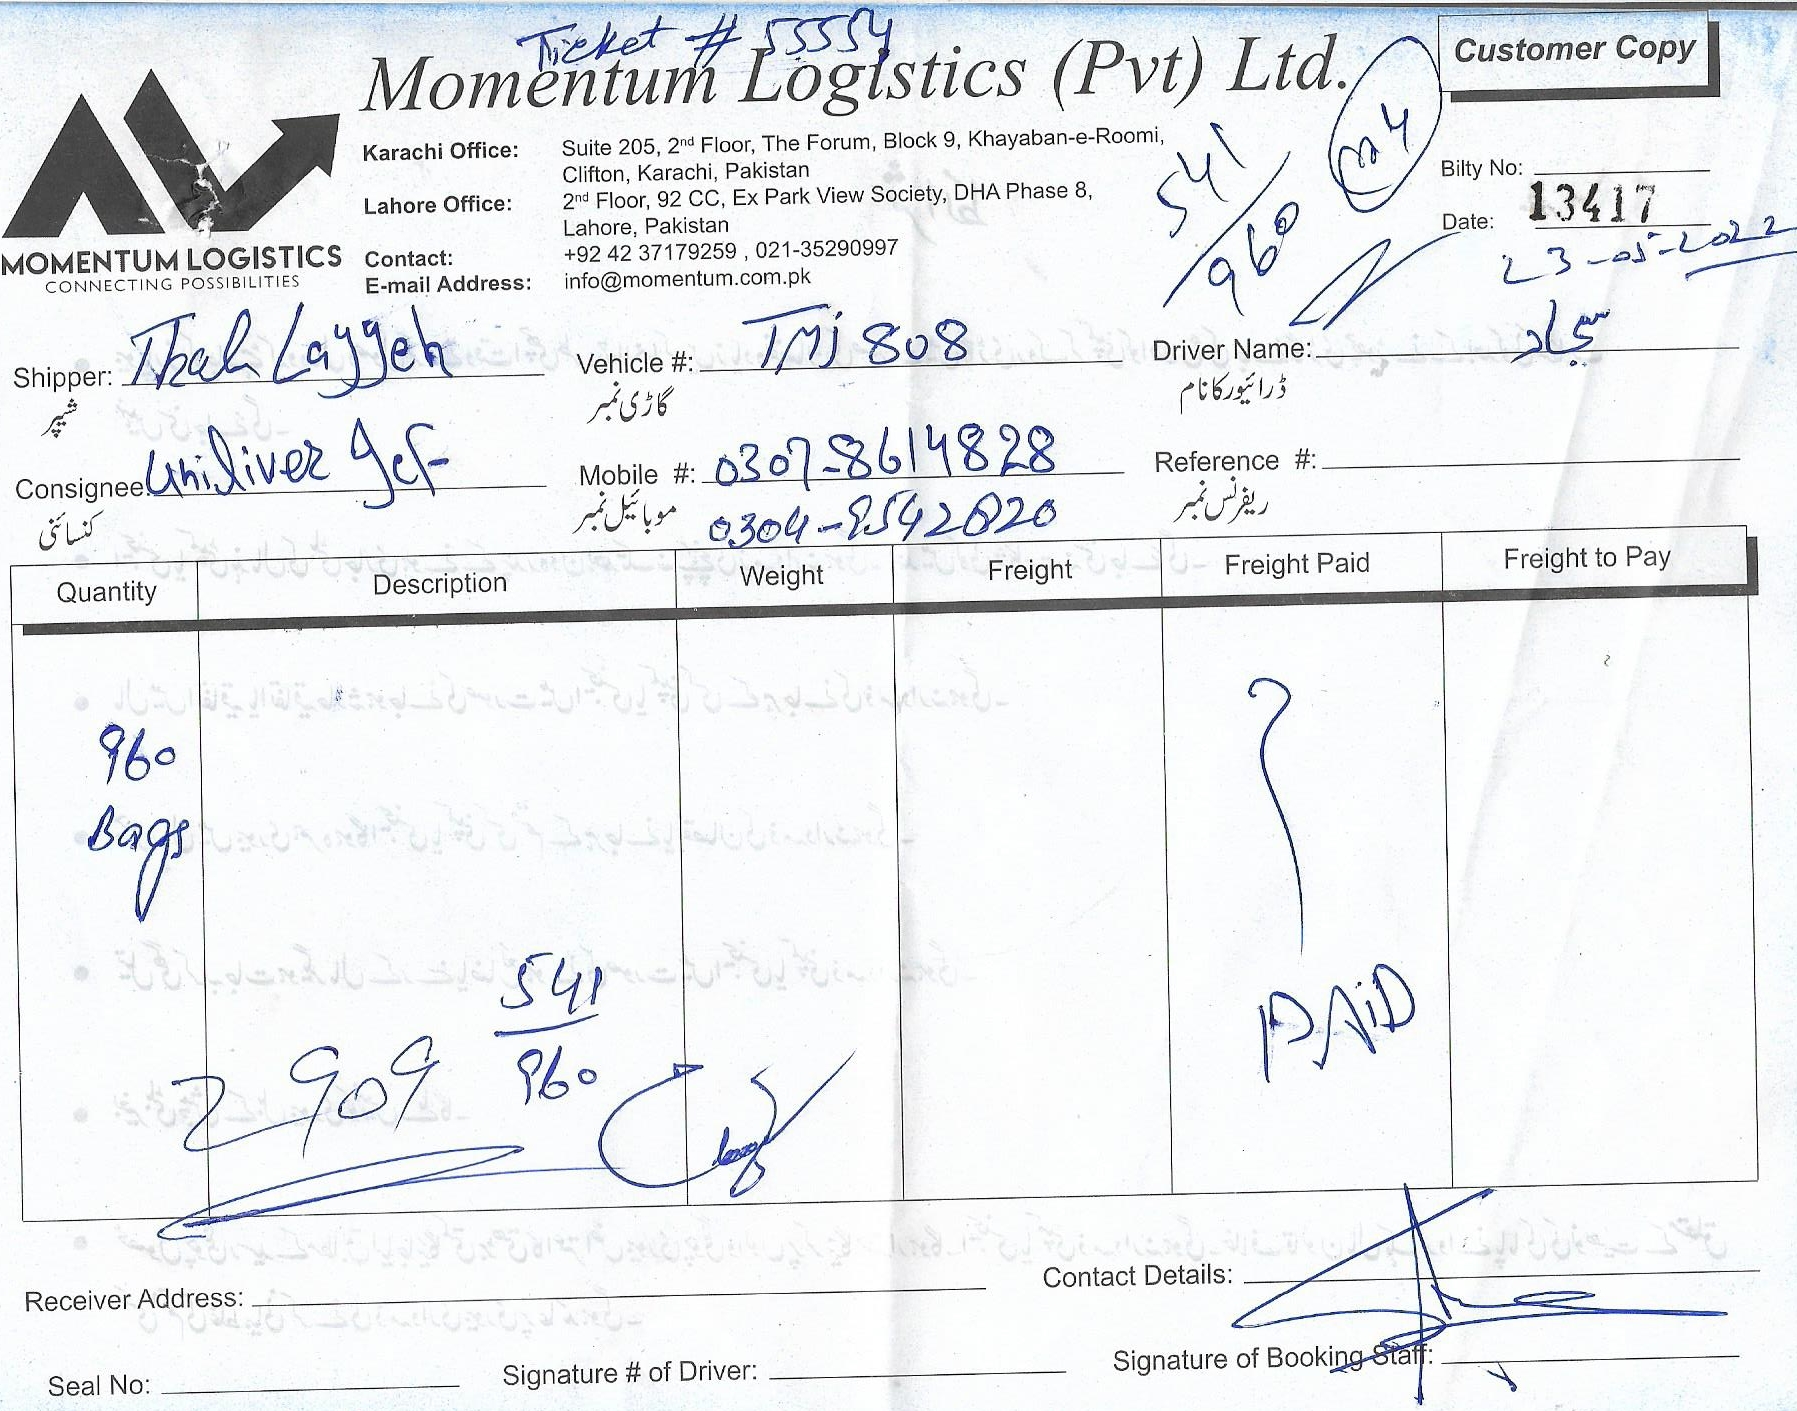 Ticket # 55554
Momentum Logistics (Pvt) Ltd.
Customer Copy
Karachi Office: Suite 205, 2nd Floor, The Forum, Block 9, Khayaban-e-Roomi,
Clifton, Karachi, Pakistan
Lahore Office: 2nd Floor, 92 CC, Ex Park View Society, DHA Phase 8,
Lahore, Pakistan
Contact: +92 42 37179259 , 021-35290997
E-mail Address: info@momentum.com.pk
MOMENTUM LOGISTICS
CONNECTING POSSIBILITIES
541
960
m4
Bilty No:
13417
Date: 23-05-2022
Shipper: Thal Layyeh
شپر
Vehicle #: TMJ 808
گاڑی نمبر
Driver Name: سجاد
ڈرائیور کا نام
Consignee: Uniliver
کنسائنی
Mobile #: 0307-8614828
موبائیل نمبر 0304-9542820
Reference #:
ریفرنس نمبر
Quantity Description Weight Freight Freight Paid Freight to Pay
960
Bags
541
960
2909
PAiD
Receiver Address:
Contact Details:
Seal No:
Signature # of Driver:
Signature of Booking Staff: